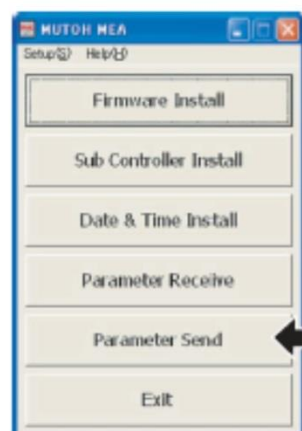 MUTOH MEA
Setup(S) Help(H)
Firmware Install
Sub Controller Install
Date & Time Install
Parameter Receive
Parameter Send
Exit